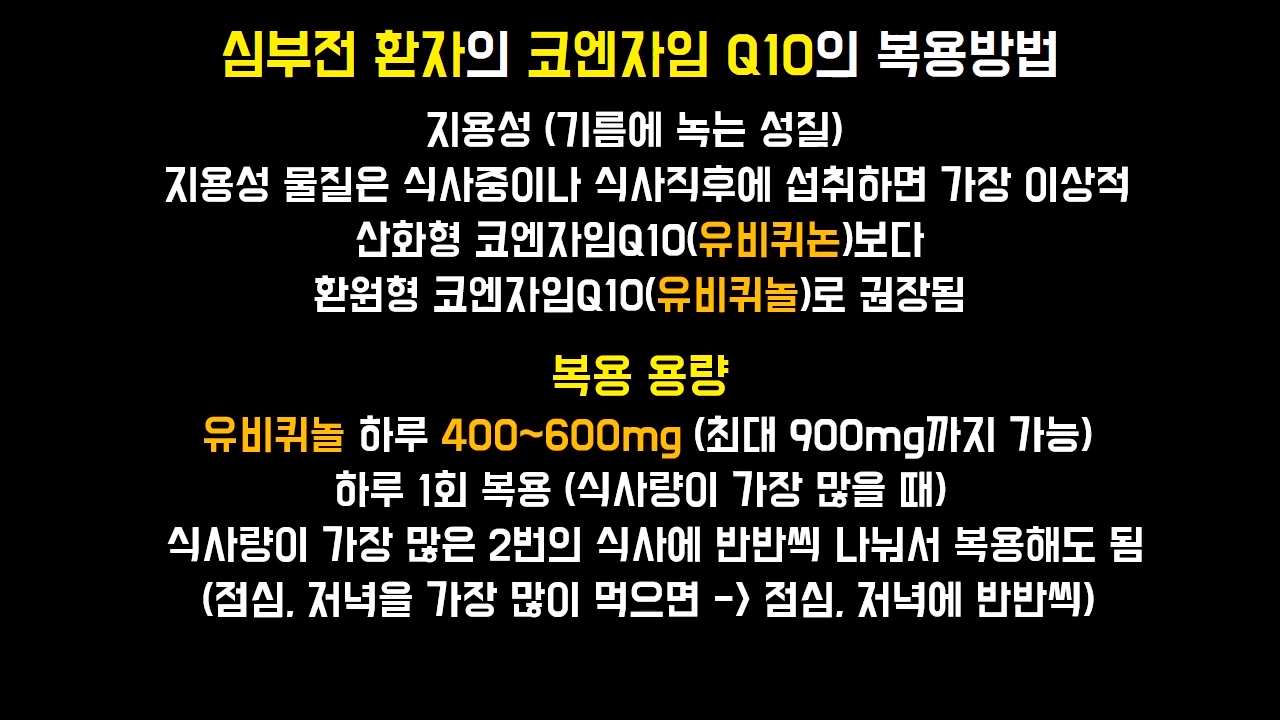 심부전 환자의 코엔자임 Q10의 복용방법
지용성 (기름에 녹는 성질)
지용성 물질은 식사중이나 식사직후에 섭취하면 가장 이상적
산화형 코엔자임Q10(유비퀴논)보다
환원형 코엔자임Q10(유비퀴놀)로 권장됨
복용 용량
유비퀴놀 하루 400~600mg (최대 900mg까지 가능)
하루 1회 복용 (식사량이 가장 많을 때)
식사량이 가장 많은 2번의 식사에 반반씩 나눠서 복용해도 됨
(점심, 저녁을 가장 많이 먹으면 -> 점심, 저녁에 반반씩)